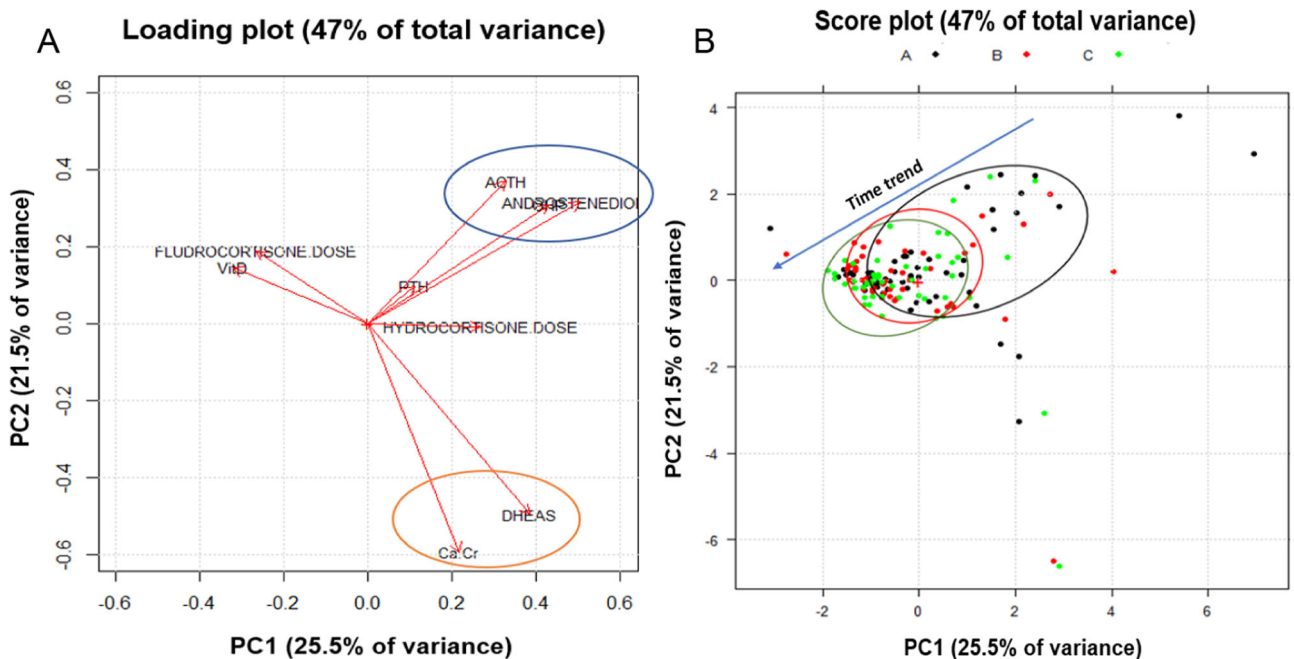 A
Loading plot (47% of total variance)
PC2 (21.5% of variance)
0.6
0.4
0.2
0.0
-0.2
-0.4
-0.6
ACTH
ANDROSTENEDIO
FLUDROCORTISONE.DOSE
VitD
PTH
HYDROCORTISONE.DOSE
DHEAS
Ca.Cr
-0.6
-0.4
-0.2
0.0
0.2
0.4
0.6
PC1 (25.5% of variance)
B
Score plot (47% of total variance)
A
B
C
PC2 (21.5% of variance)
4
2
0
-2
-4
-6
Time trend
-2
0
2
4
6
PC1 (25.5% of variance)